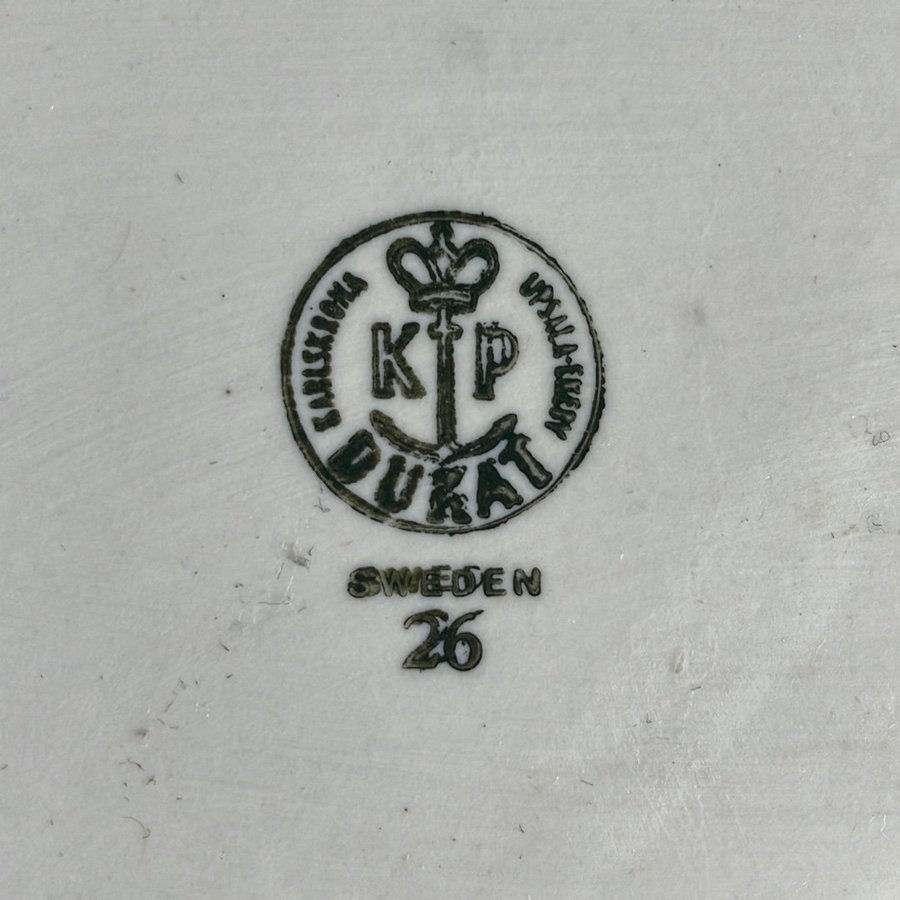 KARLSKRONA
UPSALA-EKEBY
K P
DUKAT
SWEDEN
26